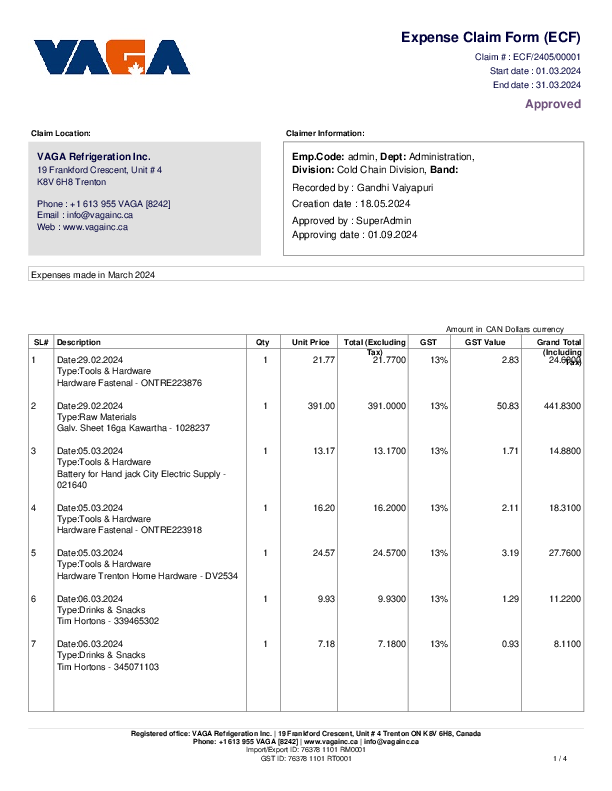 VAGA
Expense Claim Form (ECF)
Claim # : ECF/2405/00001
Start date : 01.03.2024
End date : 31.03.2024
Approved
Claim Location:
Claimer Information:
VAGA Refrigeration Inc.
19 Frankford Crescent, Unit # 4
K8V 6H8 Trenton
Phone : +1 613 955 VAGA [8242]
Email : info@vagainc.ca
Web : www.vagainc.ca
Emp.Code: admin, Dept: Administration,
Division: Cold Chain Division, Band:
Recorded by : Gandhi Vaiyapuri
Creation date : 18.05.2024
Approved by : SuperAdmin
Approving date : 01.09.2024
Expenses made in March 2024
Amount in CAN Dollars currency
SL# Description Qty Unit Price Total (Excluding Tax) GST GST Value Grand Total (Including Tax)
1 Date:29.02.2024 1 21.77 21.7700 13% 2.83 24.6000
Type:Tools & Hardware
Hardware Fastenal - ONTRE223876
2 Date:29.02.2024 1 391.00 391.0000 13% 50.83 441.8300
Type:Raw Materials
Galv. Sheet 16ga Kawartha - 1028237
3 Date:05.03.2024 1 13.17 13.1700 13% 1.71 14.8800
Type:Tools & Hardware
Battery for Hand jack City Electric Supply -
021640
4 Date:05.03.2024 1 16.20 16.2000 13% 2.11 18.3100
Type:Tools & Hardware
Hardware Fastenal - ONTRE223918
5 Date:05.03.2024 1 24.57 24.5700 13% 3.19 27.7600
Type:Tools & Hardware
Hardware Trenton Home Hardware - DV2534
6 Date:06.03.2024 1 9.93 9.9300 13% 1.29 11.2200
Type:Drinks & Snacks
Tim Hortons - 339465302
7 Date:06.03.2024 1 7.18 7.1800 13% 0.93 8.1100
Type:Drinks & Snacks
Tim Hortons - 345071103
Registered office: VAGA Refrigeration Inc. | 19 Frankford Crescent, Unit # 4 Trenton ON K8V 6H8, Canada
Phone: +1 613 955 VAGA [8242] | www.vagainc.ca | info@vagainc.ca
Import/Export ID: 76378 1101 RM0001
GST ID: 76378 1101 RT0001
1 / 4